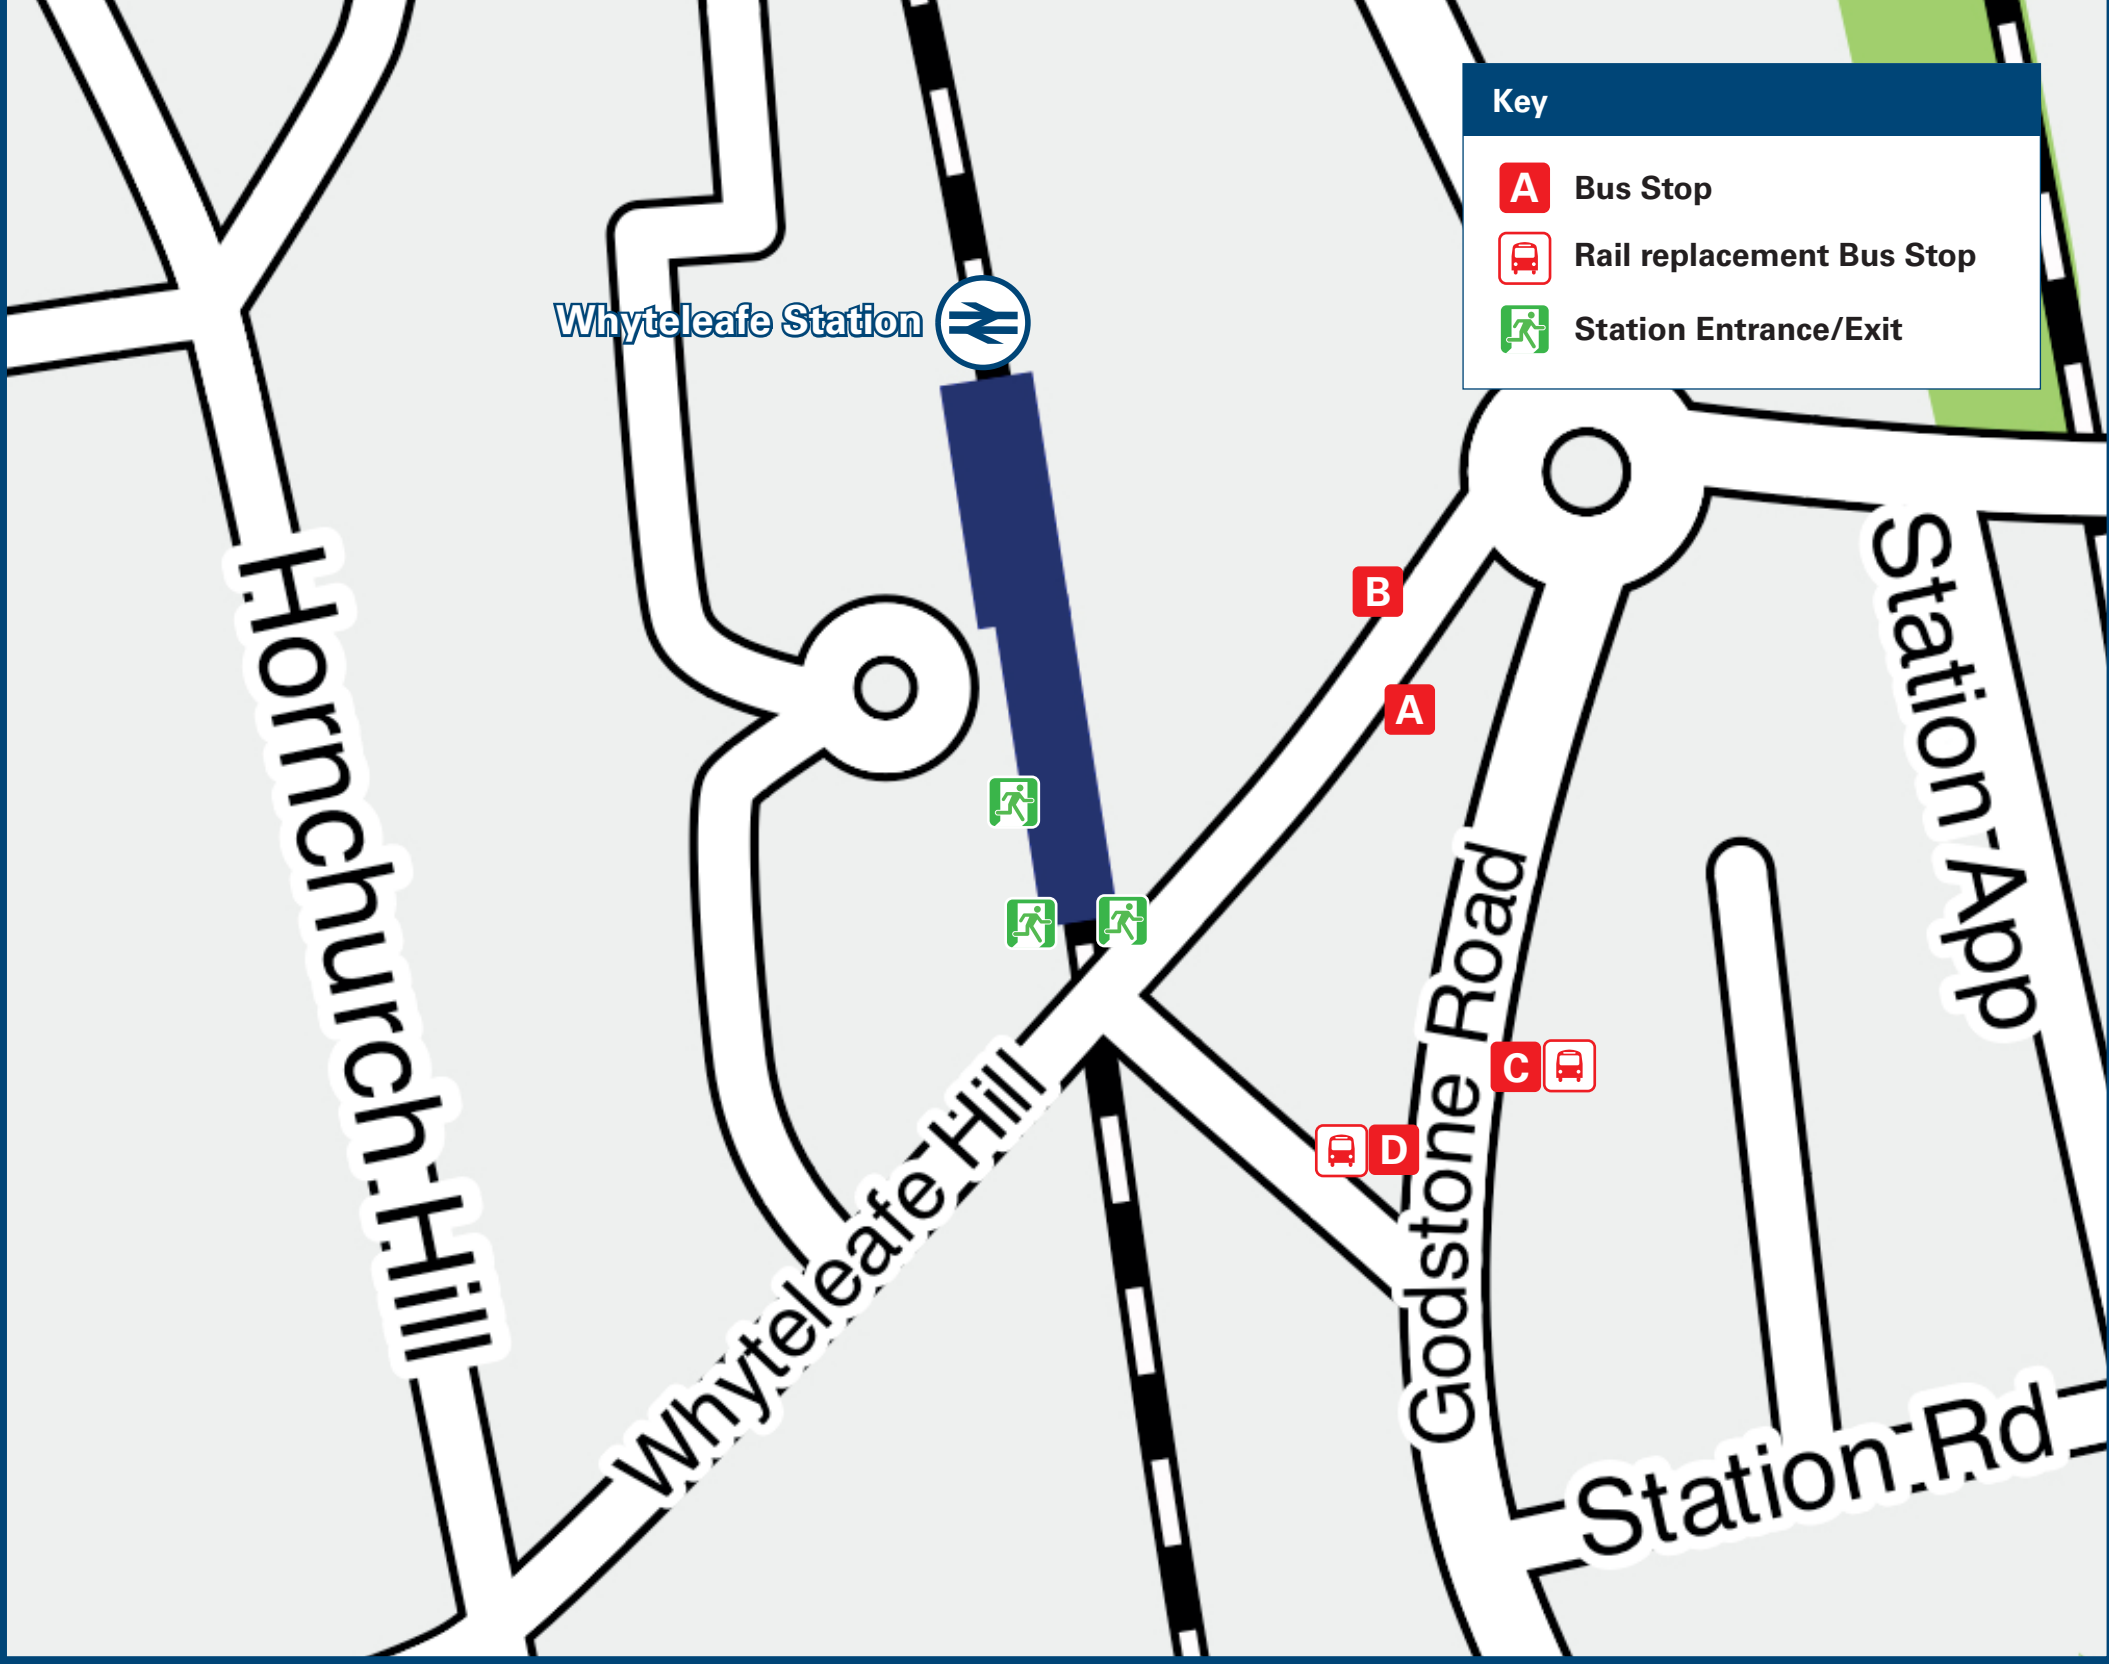 Key
A Bus Stop
Rail replacement Bus Stop
Station Entrance/Exit
Whyteleafe Station
B
A
C
D
Hornchurch Hill
Whyteleafe Hill
Godstone Road
Station App
Station Rd